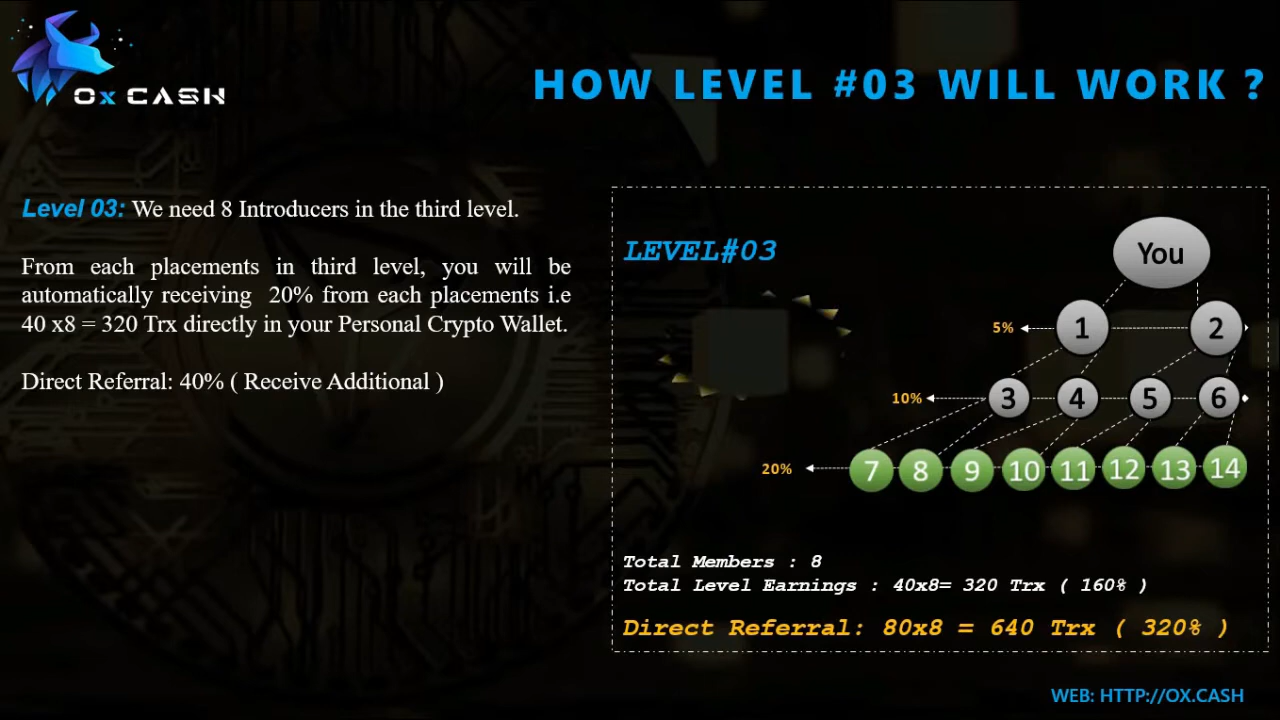 Ox CASH
HOW LEVEL #03 WILL WORK ?
Level 03: We need 8 Introducers in the third level.
From each placements in third level, you will be
automatically receiving 20% from each placements i.e
40 x8 = 320 Trx directly in your Personal Crypto Wallet.
Direct Referral: 40% ( Receive Additional )
LEVEL#03
You
5% 1 2
10% 3 4 5 6
20% 7 8 9 10 11 12 13 14
Total Members : 8
Total Level Earnings : 40x8= 320 Trx ( 160% )
Direct Referral: 80x8 = 640 Trx ( 320% )
WEB: HTTP://OX.CASH